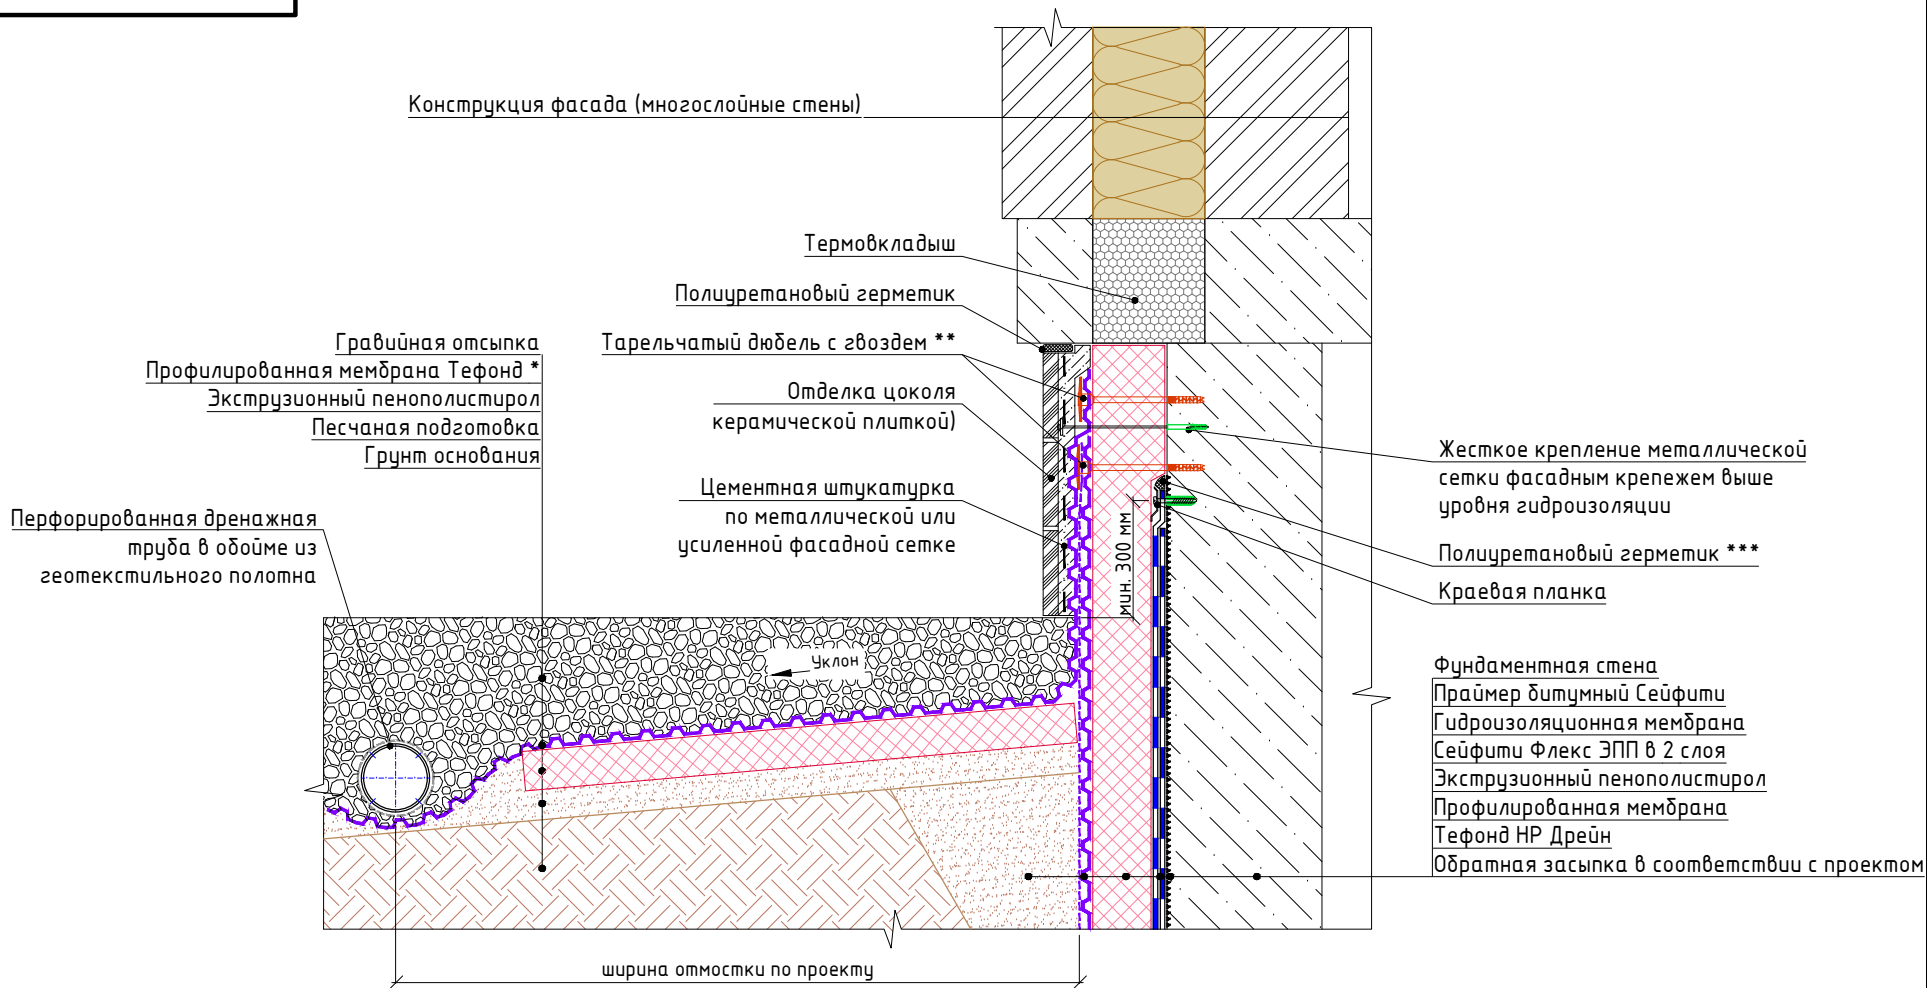 Конструкция фасада (многослойные стены)
Термовкладыш
Полиуретановый герметик
Тарельчатый дюбель с гвоздем **
Отделка цоколя
керамической плиткой)
Цементная штукатурка
по металлической или
усиленной фасадной сетке
Гравийная отсыпка
Профилированная мембрана Тефонд *
Экструзионный пенополистирол
Песчаная подготовка
Грунт основания
Перфорированная дренажная
труба в обойме из
геотекстильного полотна
Уклон
мин. 300 мм
Жесткое крепление металлической
сетки фасадным крепежем выше
уровня гидроизоляции
Полиуретановый герметик ***
Краевая планка
Фундаментная стена
Праймер битумный Сейфити
Гидроизоляционная мембрана
Сейфити Флекс ЭПП в 2 слоя
Экструзионный пенополистирол
Профилированная мембрана
Тефонд НР Дрейн
Обратная засыпка в соответствии с проектом
ширина отмостки по проекту